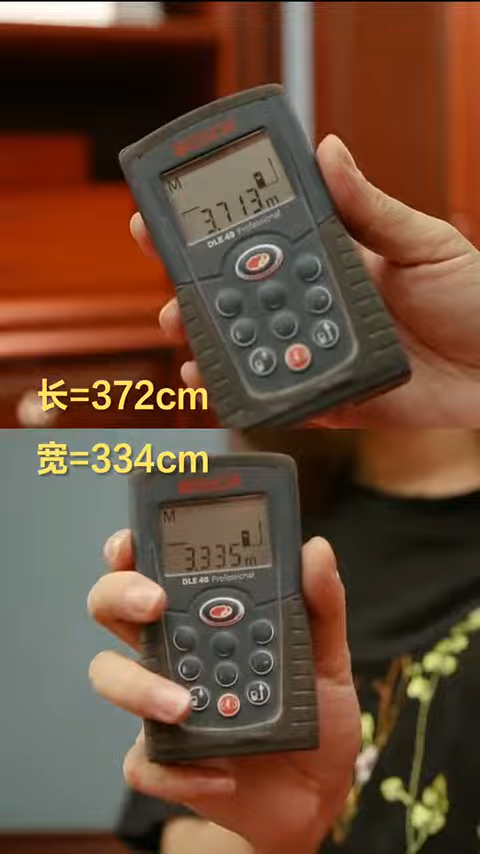 BOSCH
M
3.713m
DLE 40 Professional
长=372cm
宽=334cm
BOSCH
M
3.335m
DLE 40 Professional